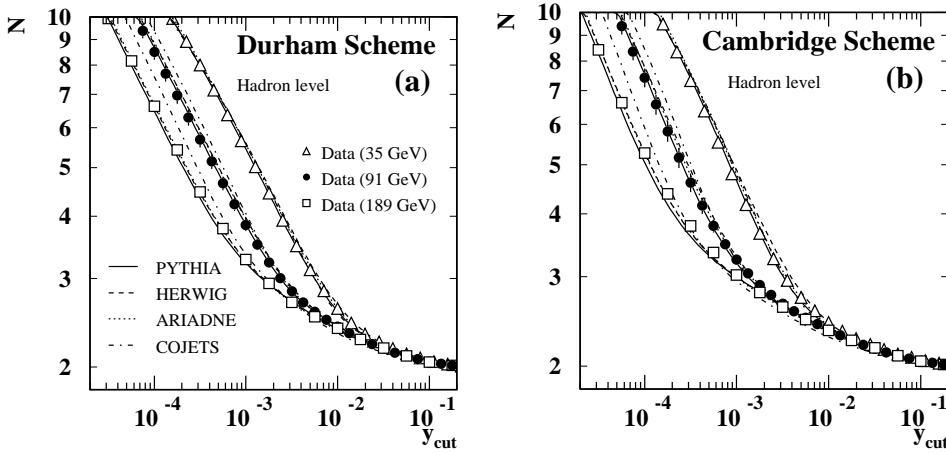 N
10
9
8
7
6
5
4
3
2
Durham Scheme
(a)
Hadron level
Data (35 GeV)
Data (91 GeV)
Data (189 GeV)
PYTHIA
HERWIG
ARIADNE
COJETS
10^-4 10^-3 10^-2 10^-1
y_cut
N
10
9
8
7
6
5
4
3
2
Cambridge Scheme
(b)
Hadron level
10^-4 10^-3 10^-2 10^-1
y_cut